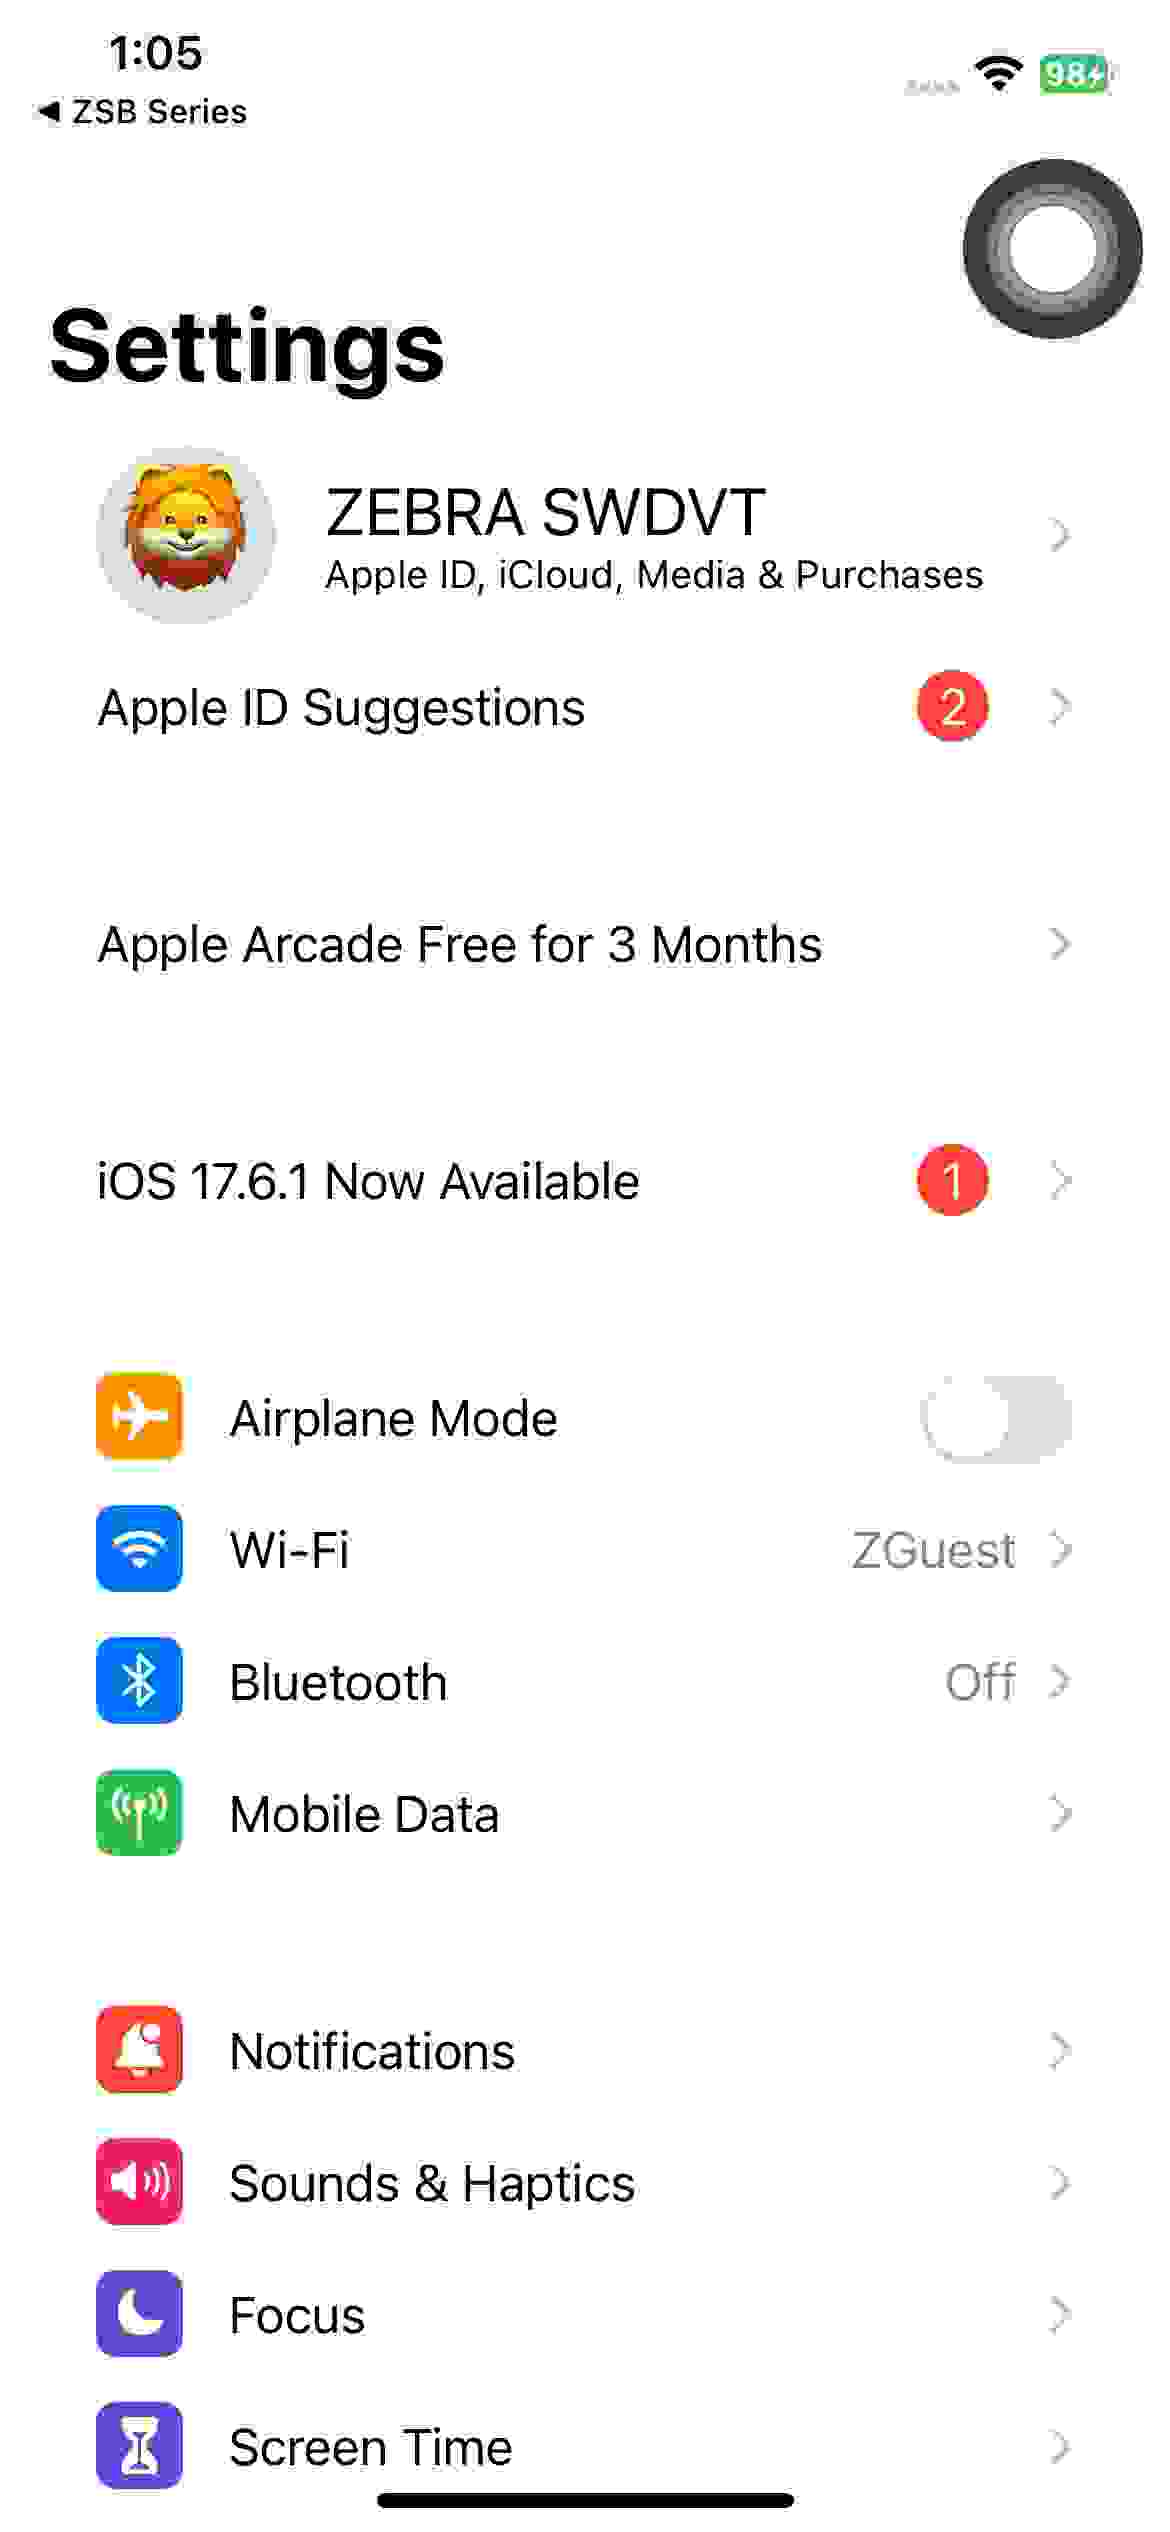 1:05
98
◀ ZSB Series
Settings
ZEBRA SWDVT
Apple ID, iCloud, Media & Purchases
Apple ID Suggestions 2
Apple Arcade Free for 3 Months
iOS 17.6.1 Now Available 1
Airplane Mode
Wi-Fi ZGuest
Bluetooth Off
Mobile Data
Notifications
Sounds & Haptics
Focus
Screen Time